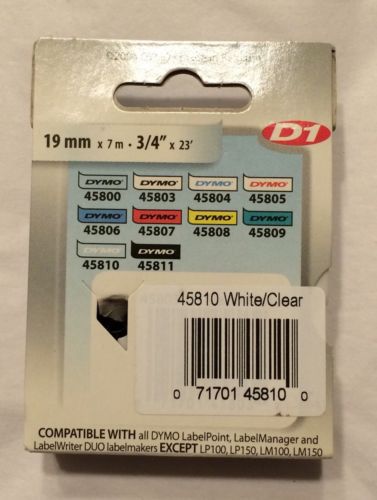 19 mm x 7 m · 3/4" x 23'
D1
DYMO DYMO DYMO DYMO
45800 45803 45804 45805
DYMO DYMO DYMO DYMO
45806 45807 45808 45809
DYMO DYMO
45810 45811
45810 White/Clear
0 71701 45810 0
COMPATIBLE WITH all DYMO LabelPoint, LabelManager and
LabelWriter DUO labelmakers EXCEPT LP100, LP150, LM100, LM150